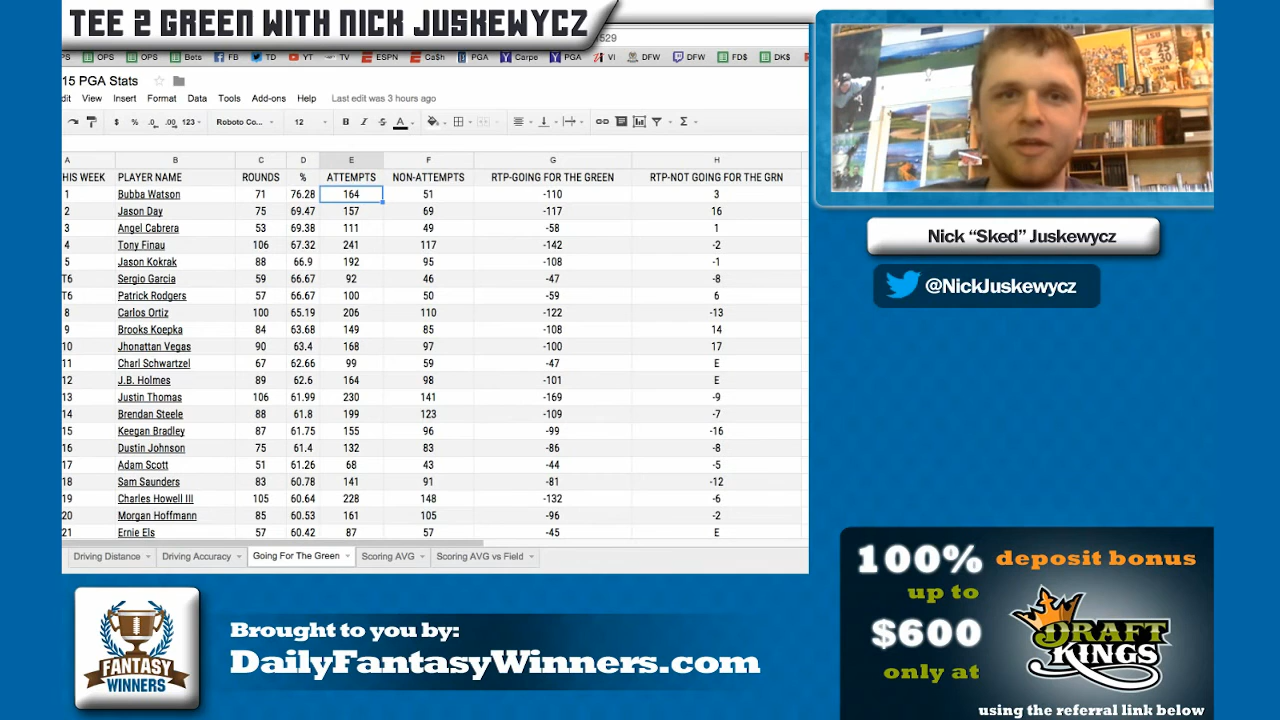 TEE 2 GREEN WITH NICK JUSKEWYCZ
529
OPS OPS Bets FB TD YT TV ESPN Ca$h PGA Carpe VI DFW DFW FD$ DK$
15 PGA Stats
dit View Insert Format Data Tools Add-ons Help Last edit was 3 hours ago
$ % .0 .00 123 Roboto Co... 12 B I S A Σ
A B C D E F G H
HIS WEEK PLAYER NAME ROUNDS % ATTEMPTS NON-ATTEMPTS RTP-GOING FOR THE GREEN RTP-NOT GOING FOR THE GRN
1 Bubba Watson 71 76.28 164 51 -110 3
2 Jason Day 75 69.47 157 69 -117 16
3 Angel Cabrera 53 69.38 111 49 -58 1
4 Tony Finau 106 67.32 241 117 -142 -2
5 Jason Kokrak 88 66.9 192 95 -108 -1
T6 Sergio Garcia 59 66.67 92 46 -47 -8
T6 Patrick Rodgers 57 66.67 100 50 -59 6
8 Carlos Ortiz 100 65.19 206 110 -122 -13
9 Brooks Koepka 84 63.68 149 85 -108 14
10 Jhonattan Vegas 90 63.4 168 97 -100 17
11 Charl Schwartzel 67 62.66 99 59 -47 E
12 J.B. Holmes 89 62.6 164 98 -101 E
13 Justin Thomas 106 61.99 230 141 -169 -9
14 Brendan Steele 88 61.8 199 123 -109 -7
15 Keegan Bradley 87 61.75 155 96 -99 -16
16 Dustin Johnson 75 61.4 132 83 -86 -8
17 Adam Scott 51 61.26 68 43 -44 -5
18 Sam Saunders 83 60.78 141 91 -81 -12
19 Charles Howell III 105 60.64 228 148 -132 -6
20 Morgan Hoffmann 85 60.53 161 105 -96 -2
21 Ernie Els 57 60.42 87 57 -45 E
Driving Distance Driving Accuracy Going For The Green Scoring AVG Scoring AVG vs Field
Nick “Sked” Juskewycz
@NickJuskewycz
FANTASY
WINNERS
Brought to you by:
DailyFantasyWinners.com
100% deposit bonus
up to
$600
only at
DRAFT
KINGS
using the referral link below